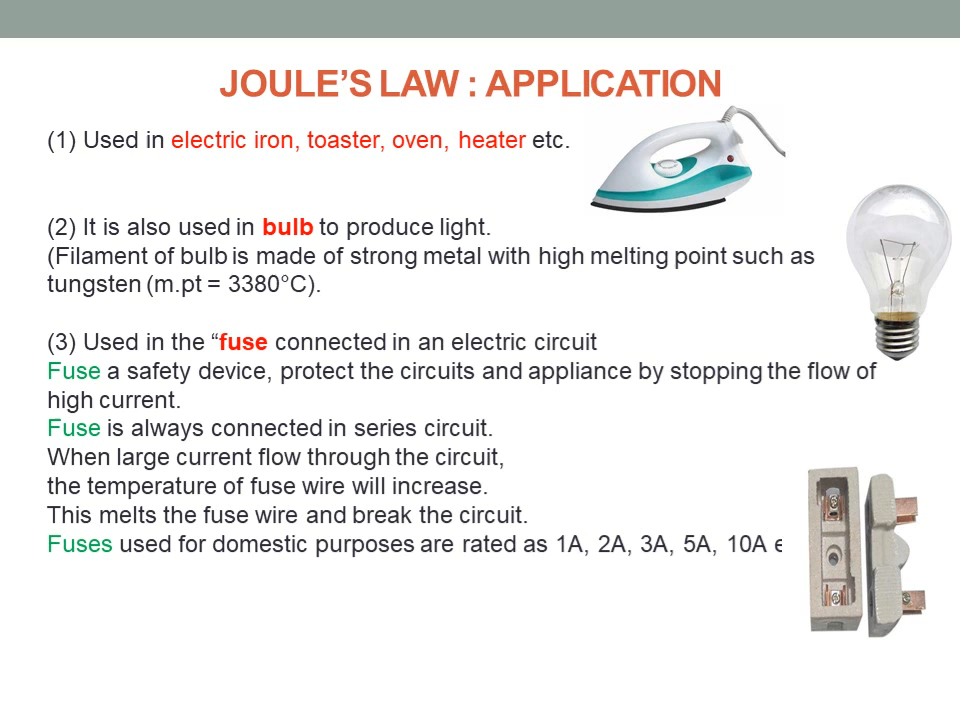 JOULE’S LAW : APPLICATION
(1) Used in electric iron, toaster, oven, heater etc.
(2) It is also used in bulb to produce light.
(Filament of bulb is made of strong metal with high melting point such as
tungsten (m.pt = 3380°C).
(3) Used in the “fuse connected in an electric circuit
Fuse a safety device, protect the circuits and appliance by stopping the flow of
high current.
Fuse is always connected in series circuit.
When large current flow through the circuit,
the temperature of fuse wire will increase.
This melts the fuse wire and break the circuit.
Fuses used for domestic purposes are rated as 1A, 2A, 3A, 5A, 10A